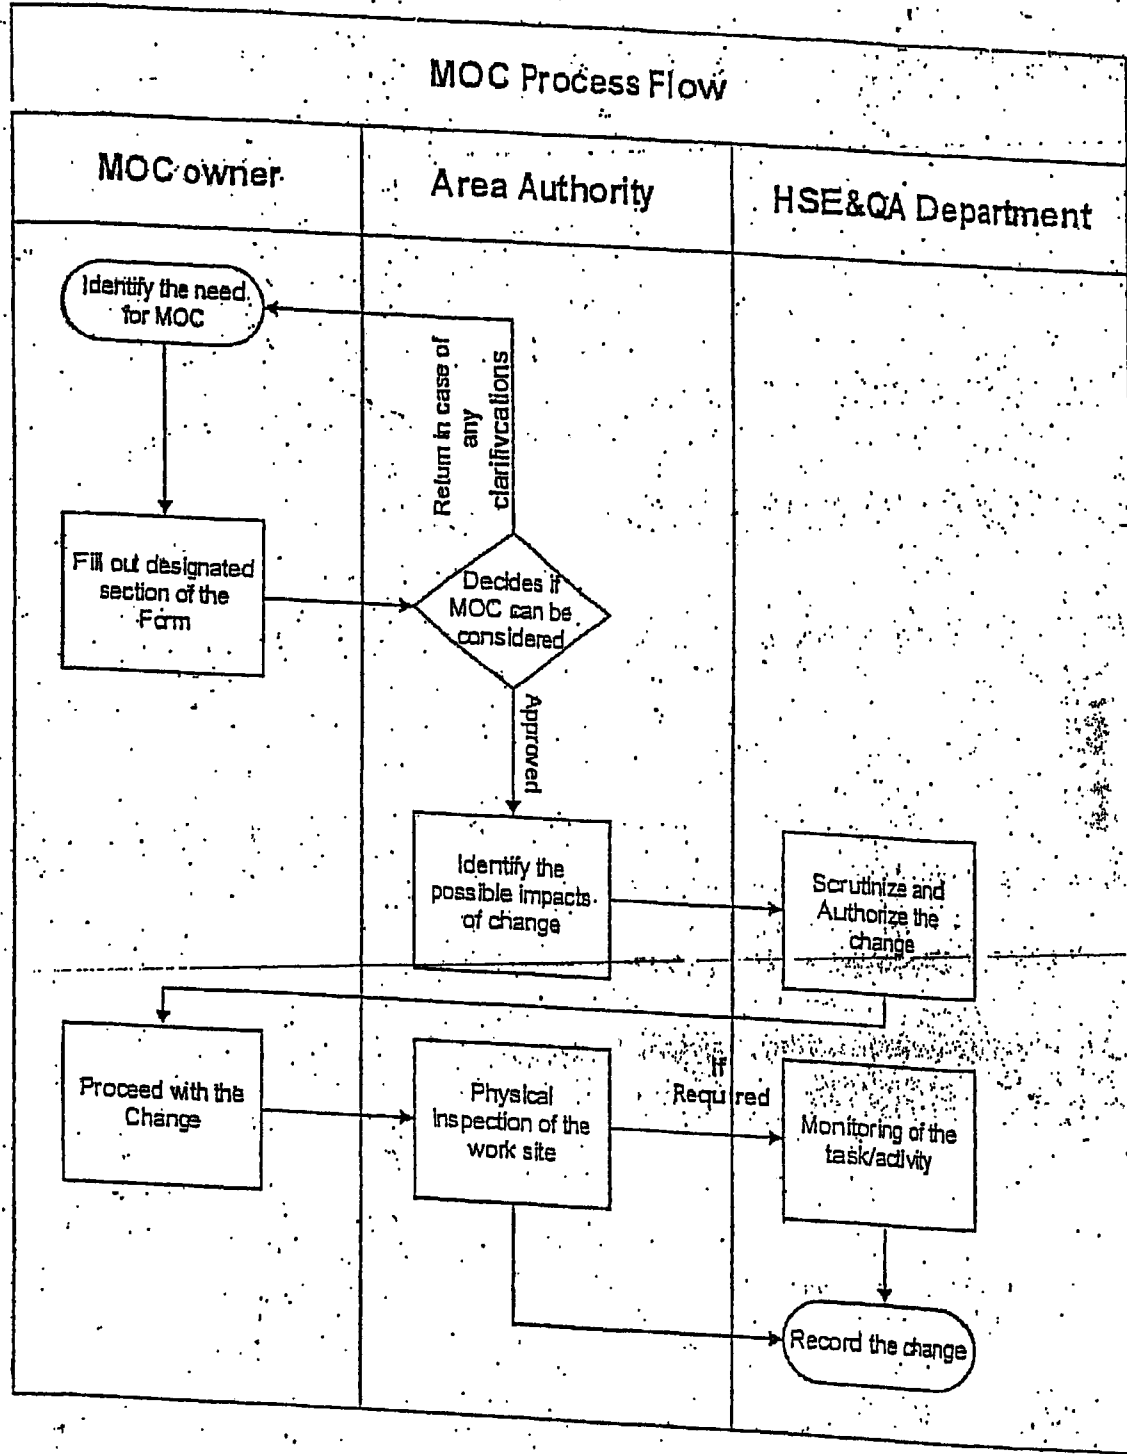 MOC Process Flow
MOC owner
Area Authority
HSE&QA Department
Identify the need
for MOC
Return in case of
any
clarifivcations
Fill out designated
section of the
Form
Decides if
MOC can be
considered
Approved
Identify the
possible impacts
of change
Scrutinize and
Authorize the
change
Proceed with the
Change
Physical
Inspection of the
work site
If
Required
Monitoring of the
task/activity
Record the change